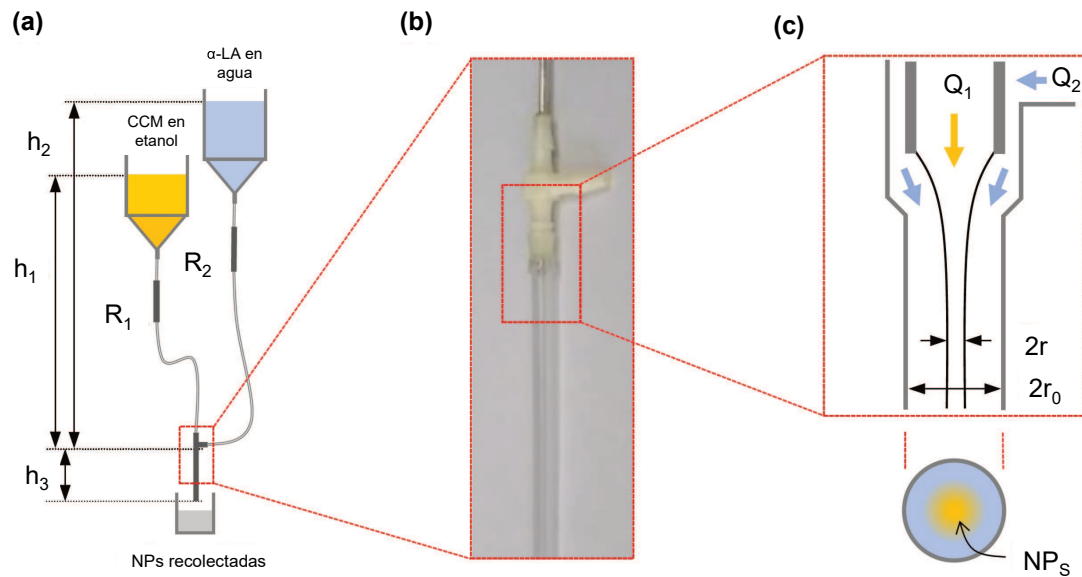 (a)
α-LA en
agua
CCM en
etanol
h2
h1
R2
R1
h3
NPs recolectadas
(b)
(c)
Q1
Q2
2r
2r0
NPS